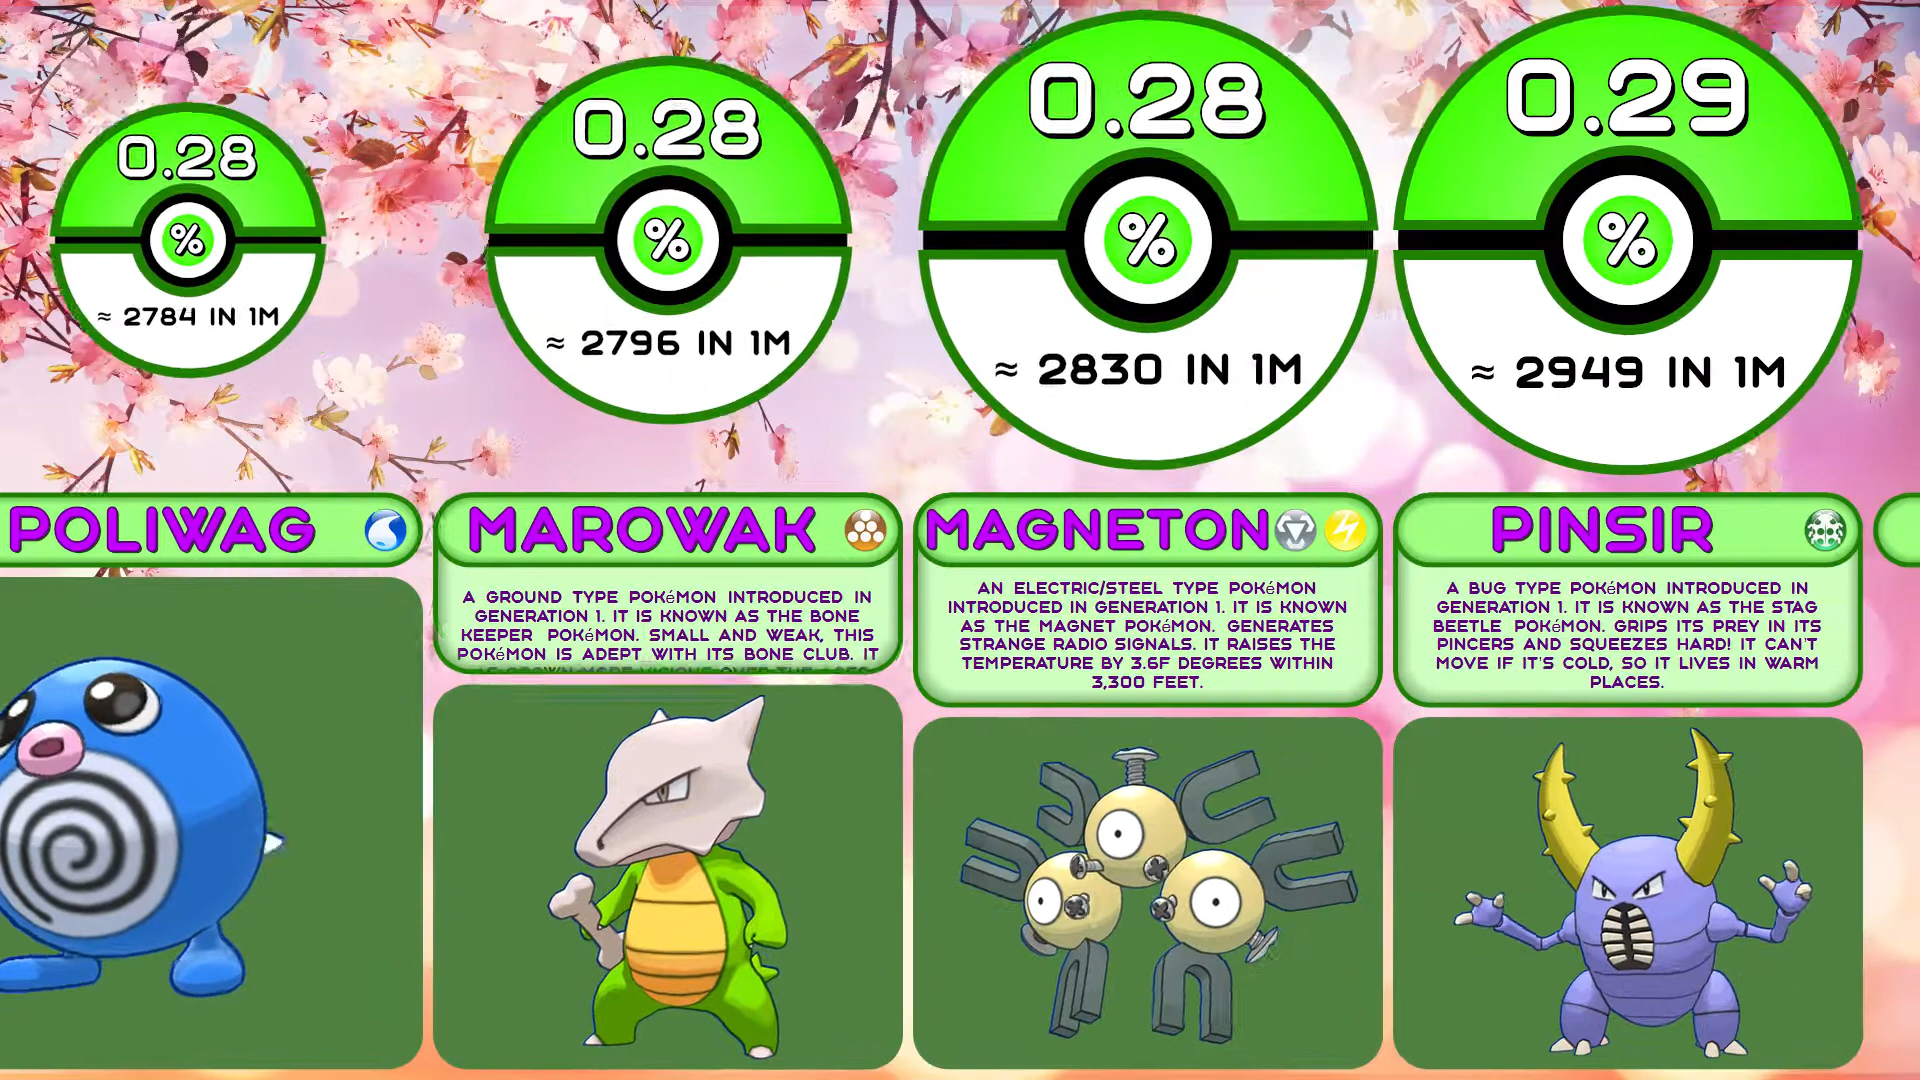 0.28
%
≈ 2784 IN 1M
0.28
%
≈ 2796 IN 1M
0.28
%
≈ 2830 IN 1M
0.29
%
≈ 2949 IN 1M
POLIWAG
MAROWAK
A GROUND TYPE POKéMON INTRODUCED IN
GENERATION 1. IT IS KNOWN AS THE BONE
KEEPER POKéMON. SMALL AND WEAK, THIS
POKéMON IS ADEPT WITH ITS BONE CLUB. IT
MAGNETON
AN ELECTRIC/STEEL TYPE POKéMON
INTRODUCED IN GENERATION 1. IT IS KNOWN
AS THE MAGNET POKéMON. GENERATES
STRANGE RADIO SIGNALS. IT RAISES THE
TEMPERATURE BY 3.6F DEGREES WITHIN
3,300 FEET.
PINSIR
A BUG TYPE POKéMON INTRODUCED IN
GENERATION 1. IT IS KNOWN AS THE STAG
BEETLE POKéMON. GRIPS ITS PREY IN ITS
PINCERS AND SQUEEZES HARD! IT CAN'T
MOVE IF IT'S COLD, SO IT LIVES IN WARM
PLACES.